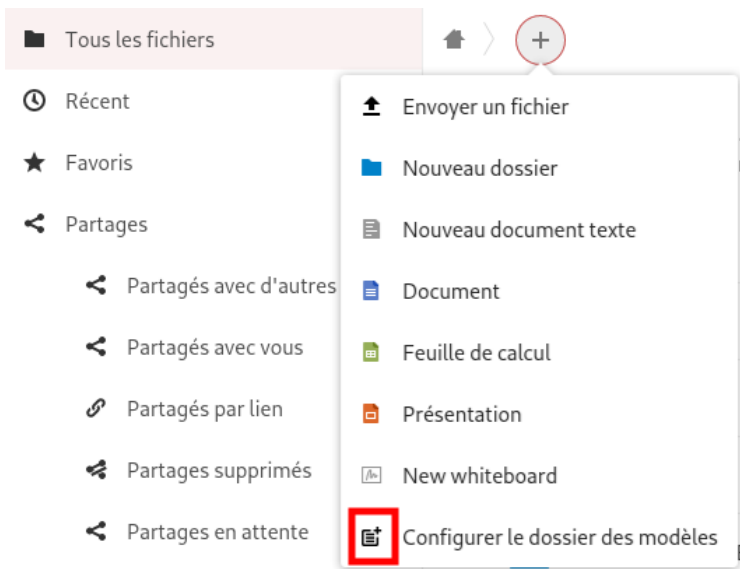 Tous les fichiers
Récent
Favoris
Partages
Partagés avec d'autres
Partagés avec vous
Partagés par lien
Partages supprimés
Partages en attente
Envoyer un fichier
Nouveau dossier
Nouveau document texte
Document
Feuille de calcul
Présentation
New whiteboard
Configurer le dossier des modèles